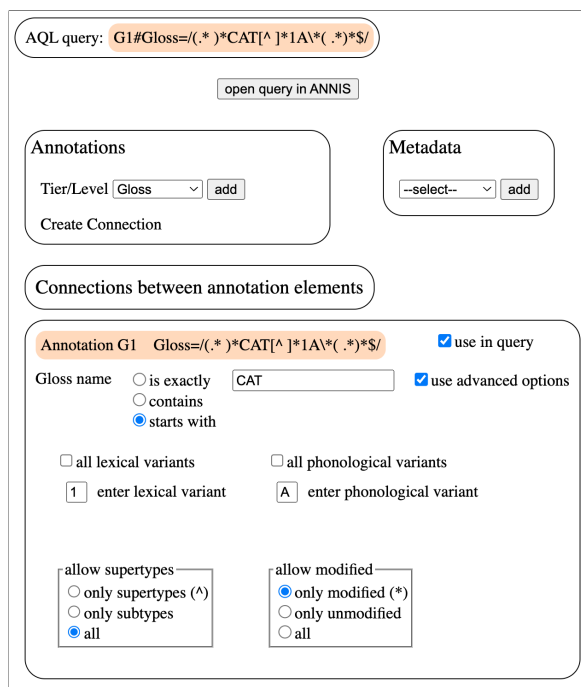 AQL query: G1#Gloss=/(.* )*CAT[^ ]*1A\*( .*)*$/
open query in ANNIS
Annotations
Metadata
Tier/Level Gloss add
--select-- add
Create Connection
Connections between annotation elements
Annotation G1 Gloss=/(.* )*CAT[^ ]*1A\*( .*)*$/ use in query
Gloss name is exactly CAT use advanced options
contains
starts with
all lexical variants all phonological variants
1 enter lexical variant A enter phonological variant
allow supertypes allow modified
only supertypes (^) only modified (*)
only subtypes only unmodified
all all